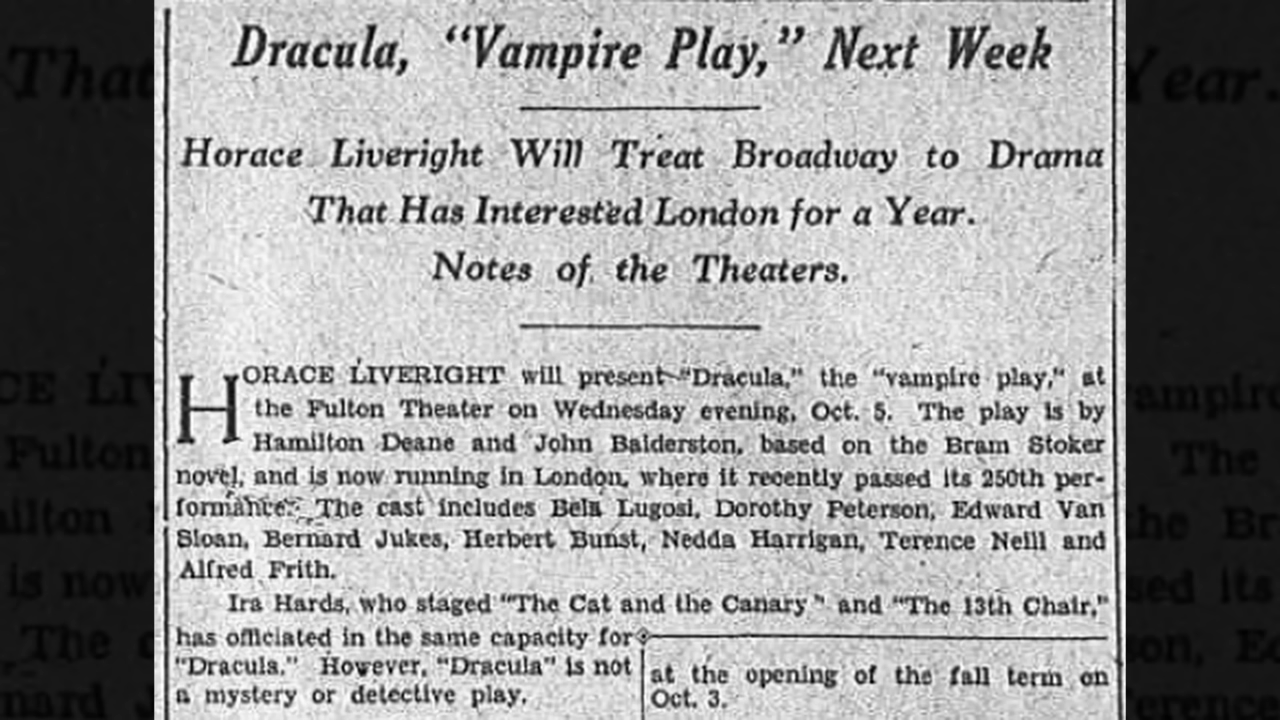 Dracula, "Vampire Play," Next Week
Horace Liveright Will Treat Broadway to Drama
That Has Interested London for a Year.
Notes of the Theaters.
HORACE LIVERIGHT will present "Dracula," the "vampire play," at
the Fulton Theater on Wednesday evening, Oct. 5. The play is by
Hamilton Deane and John Balderston, based on the Bram Stoker
novel, and is now running in London, where it recently passed its 250th per-
formance. The cast includes Bela Lugosi, Dorothy Peterson, Edward Van
Sloan, Bernard Jukes, Herbert Bunst, Nedda Harrigan, Terence Neill and
Alfred Frith.
Ira Hards, who staged "The Cat and the Canary" and "The 13th Chair,"
has officiated in the same capacity for
"Dracula." However, "Dracula" is not
a mystery or detective play.
at the opening of the fall term on
Oct. 3.